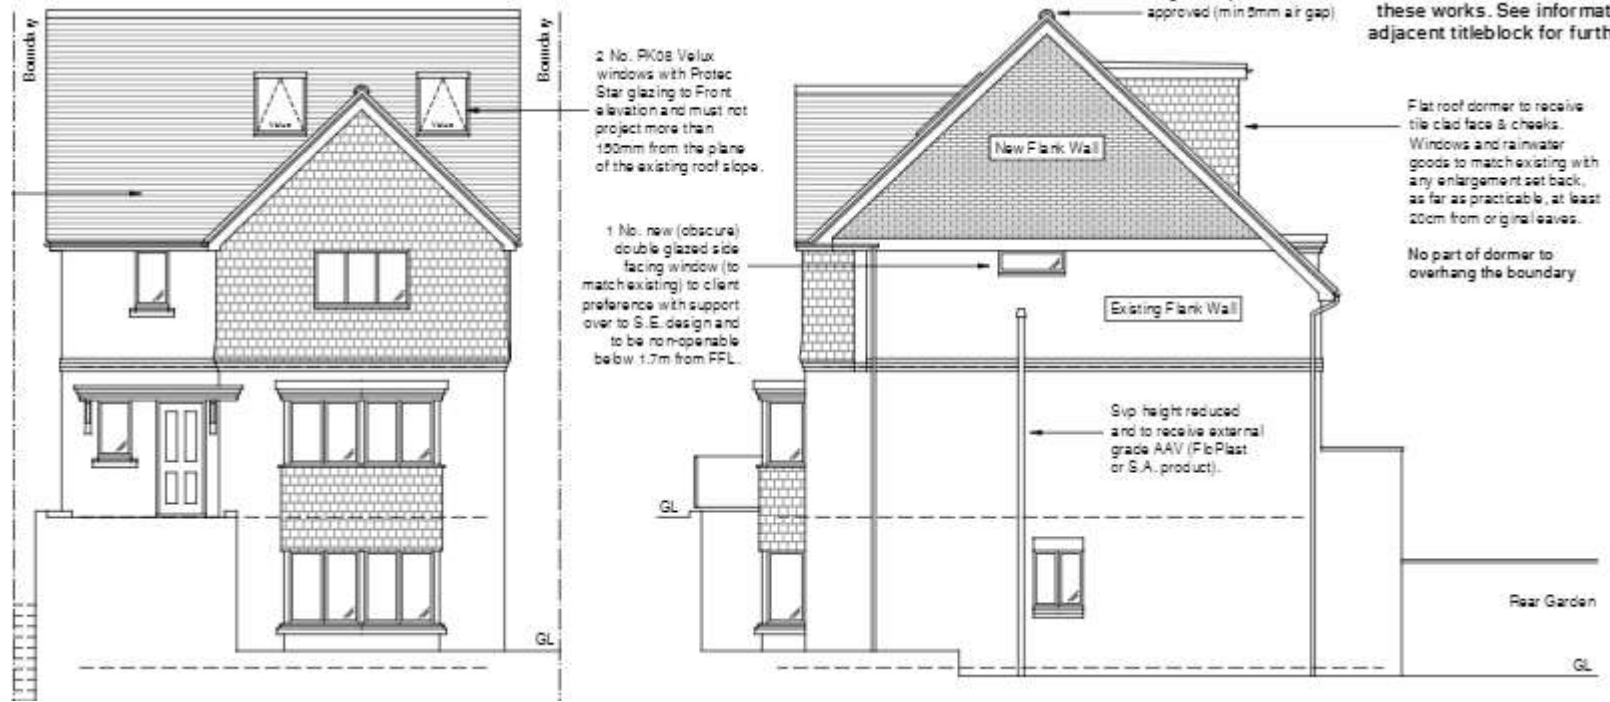 Boundary
Boundary
2 No. PK08 Velux
windows with Protec
Star glazing to Front
elevation and must not
project more than
150mm from the plane
of the existing roof slope.
Velux
Velux
1 No. new (obscure)
double glazed side
facing window (to
match existing) to client
preference with support
over to S.E. design and
to be non-openable
below 1.7m from FFL.
GL
approved (min 5mm air gap)
these works. See informat
adjacent titleblock for furth
New Flank Wall
Flat roof dormer to receive
tile clad face & cheeks.
Windows and rainwater
goods to match existing with
any enlargement set back,
as far as practicable, at least
20cm from original eaves.
No part of dormer to
overhang the boundary
Existing Flank Wall
Svp height reduced
and to receive external
grade AAV (FloPlast
or S.A. product).
GL
Rear Garden
GL